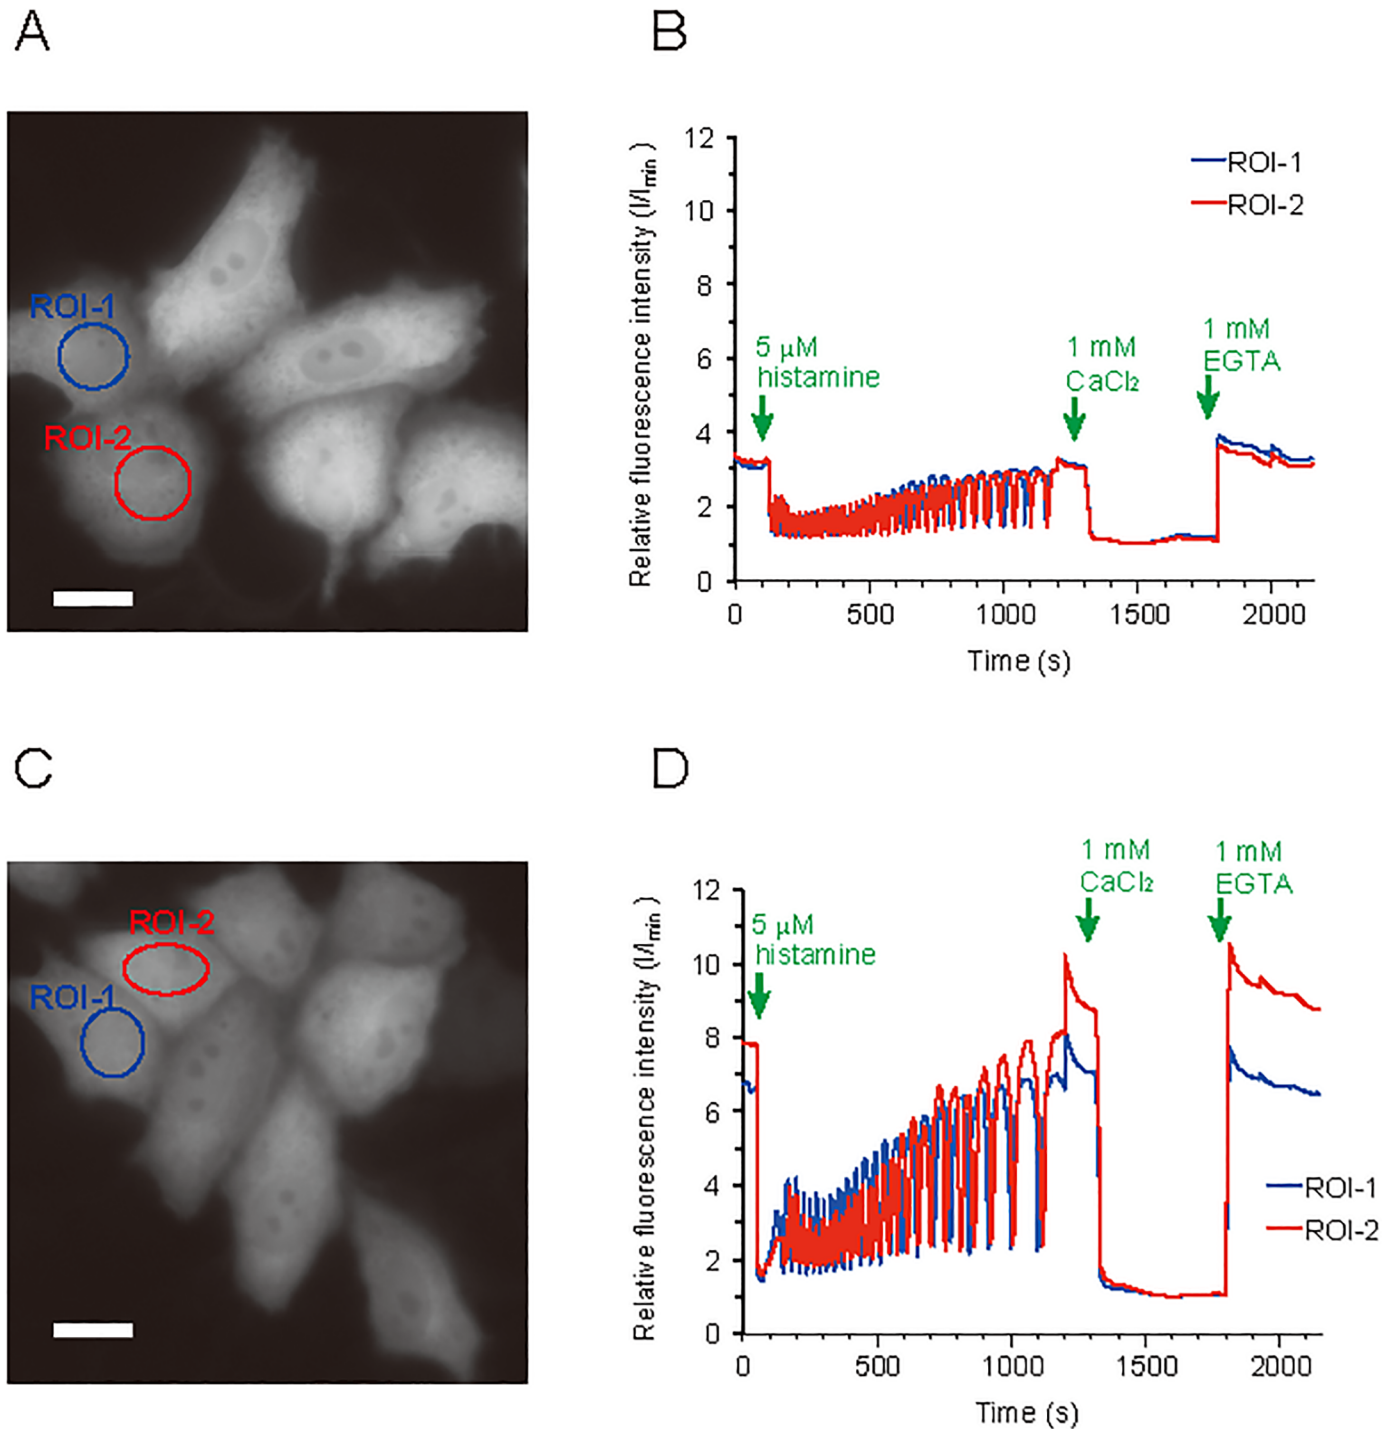 A
ROI-1
ROI-2
B
Relative fluorescence intensity (I/Imin)
12
10
8
6
4
2
0
ROI-1
ROI-2
5 µM
histamine
1 mM
CaCl₂
1 mM
EGTA
0
500
1000
1500
2000
Time (s)
C
ROI-2
ROI-1
D
Relative fluorescence intensity (I/Imin)
12
10
8
6
4
2
0
5 µM
histamine
1 mM
CaCl₂
1 mM
EGTA
ROI-1
ROI-2
0
500
1000
1500
2000
Time (s)